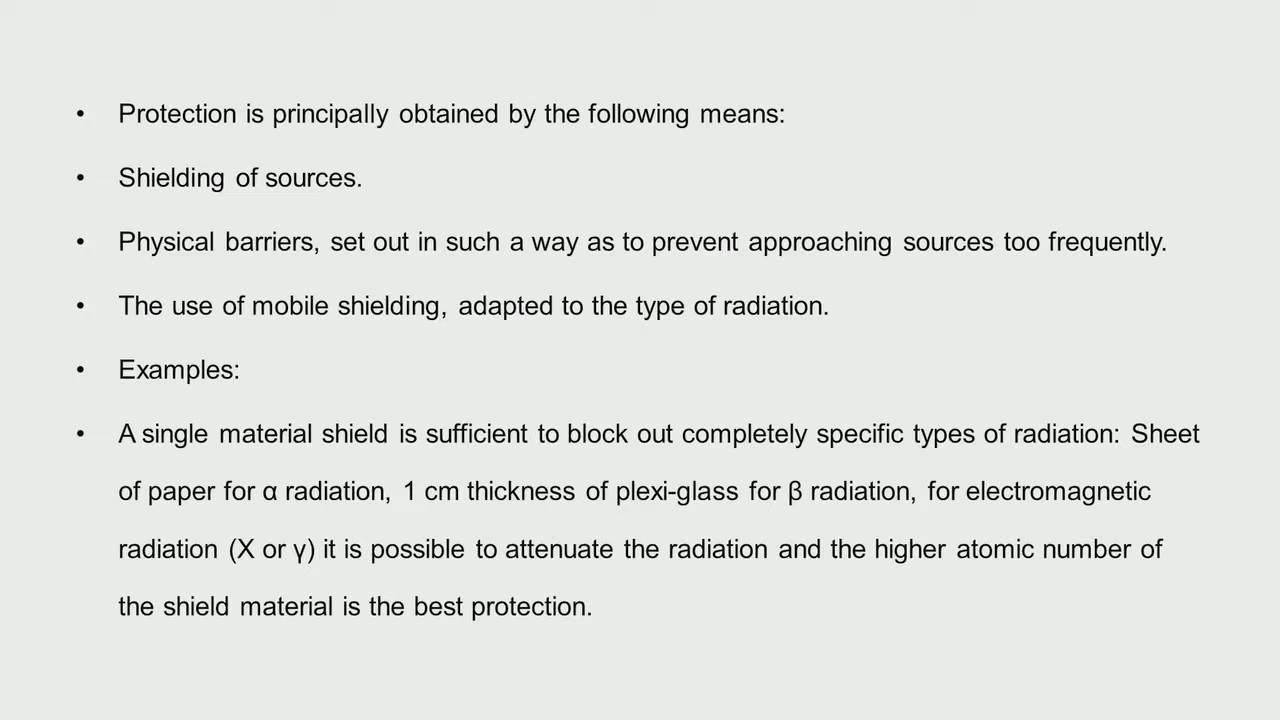 • Protection is principally obtained by the following means:
• Shielding of sources.
• Physical barriers, set out in such a way as to prevent approaching sources too frequently.
• The use of mobile shielding, adapted to the type of radiation.
• Examples:
• A single material shield is sufficient to block out completely specific types of radiation: Sheet
of paper for α radiation, 1 cm thickness of plexi-glass for β radiation, for electromagnetic
radiation (X or γ) it is possible to attenuate the radiation and the higher atomic number of
the shield material is the best protection.